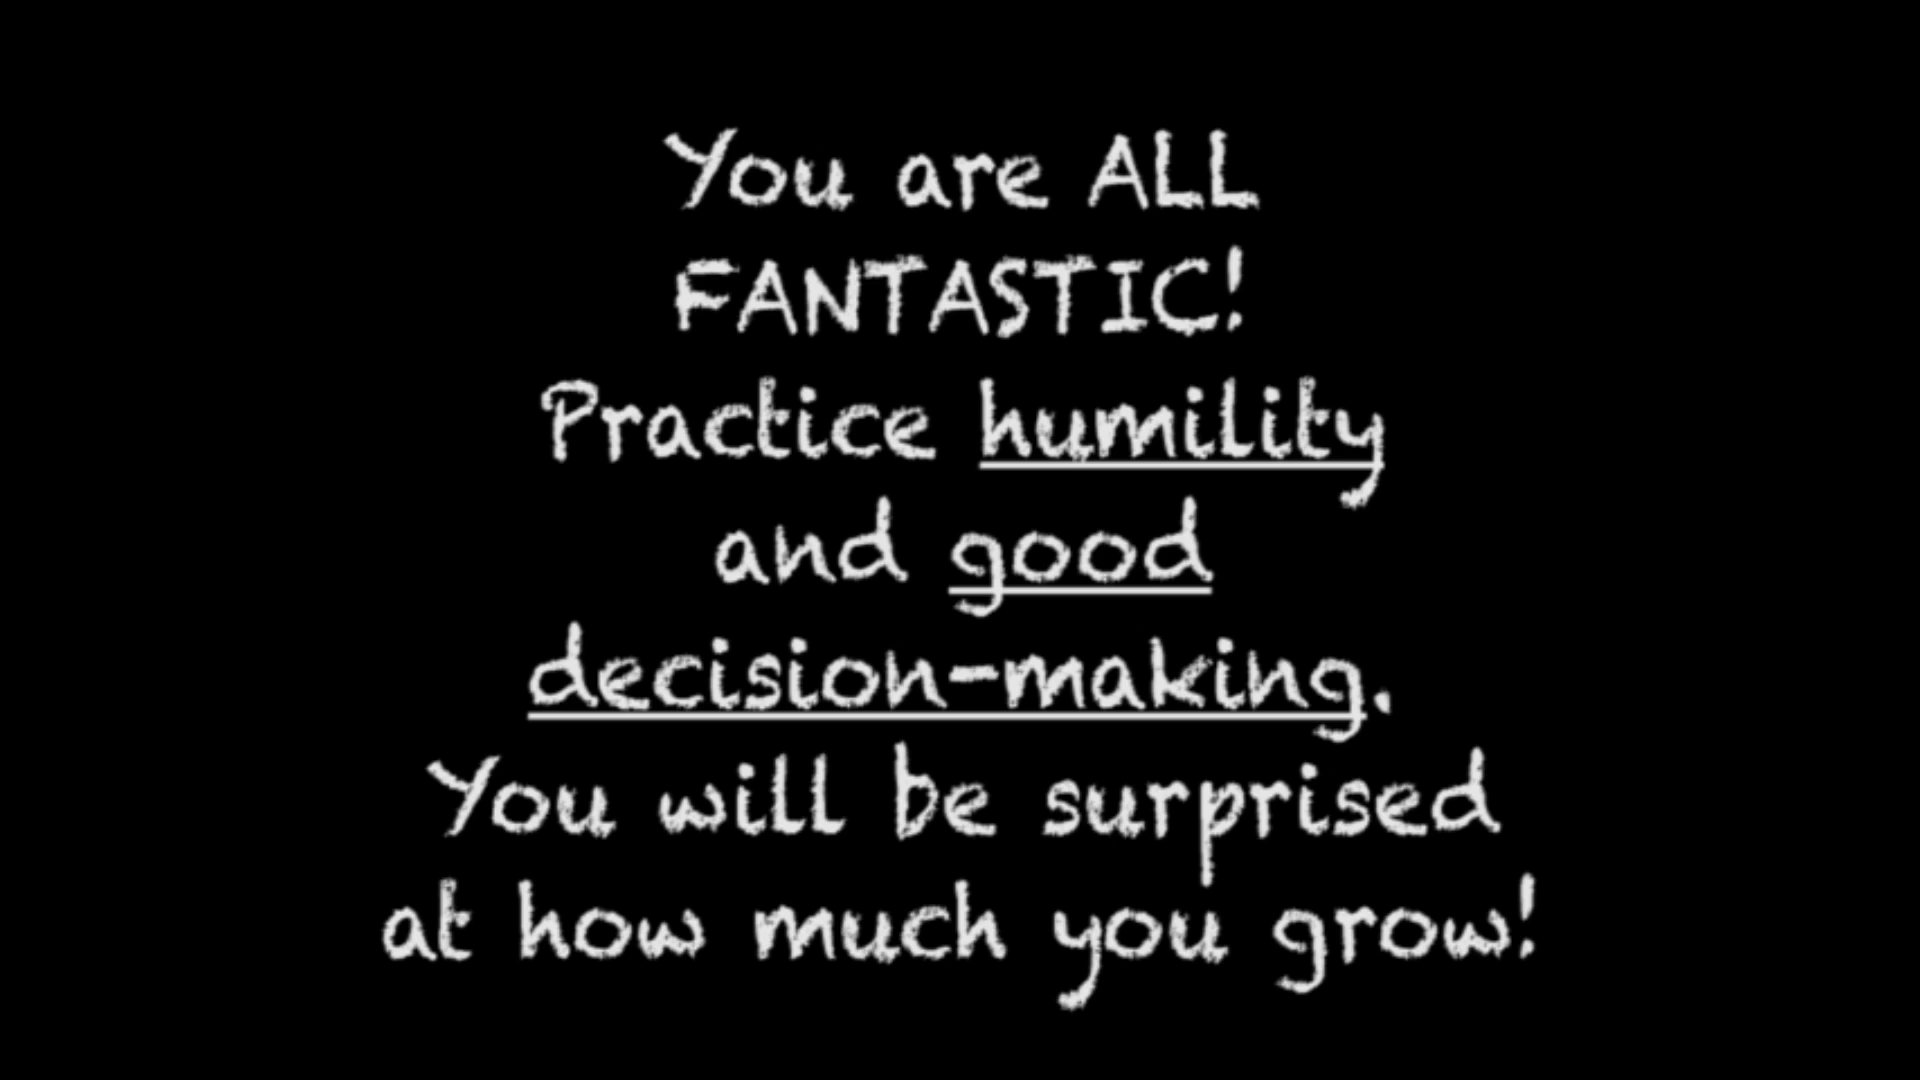 You are ALL
FANTASTIC!
Practice humility
and good
decision-making.
You will be surprised
at how much you grow!